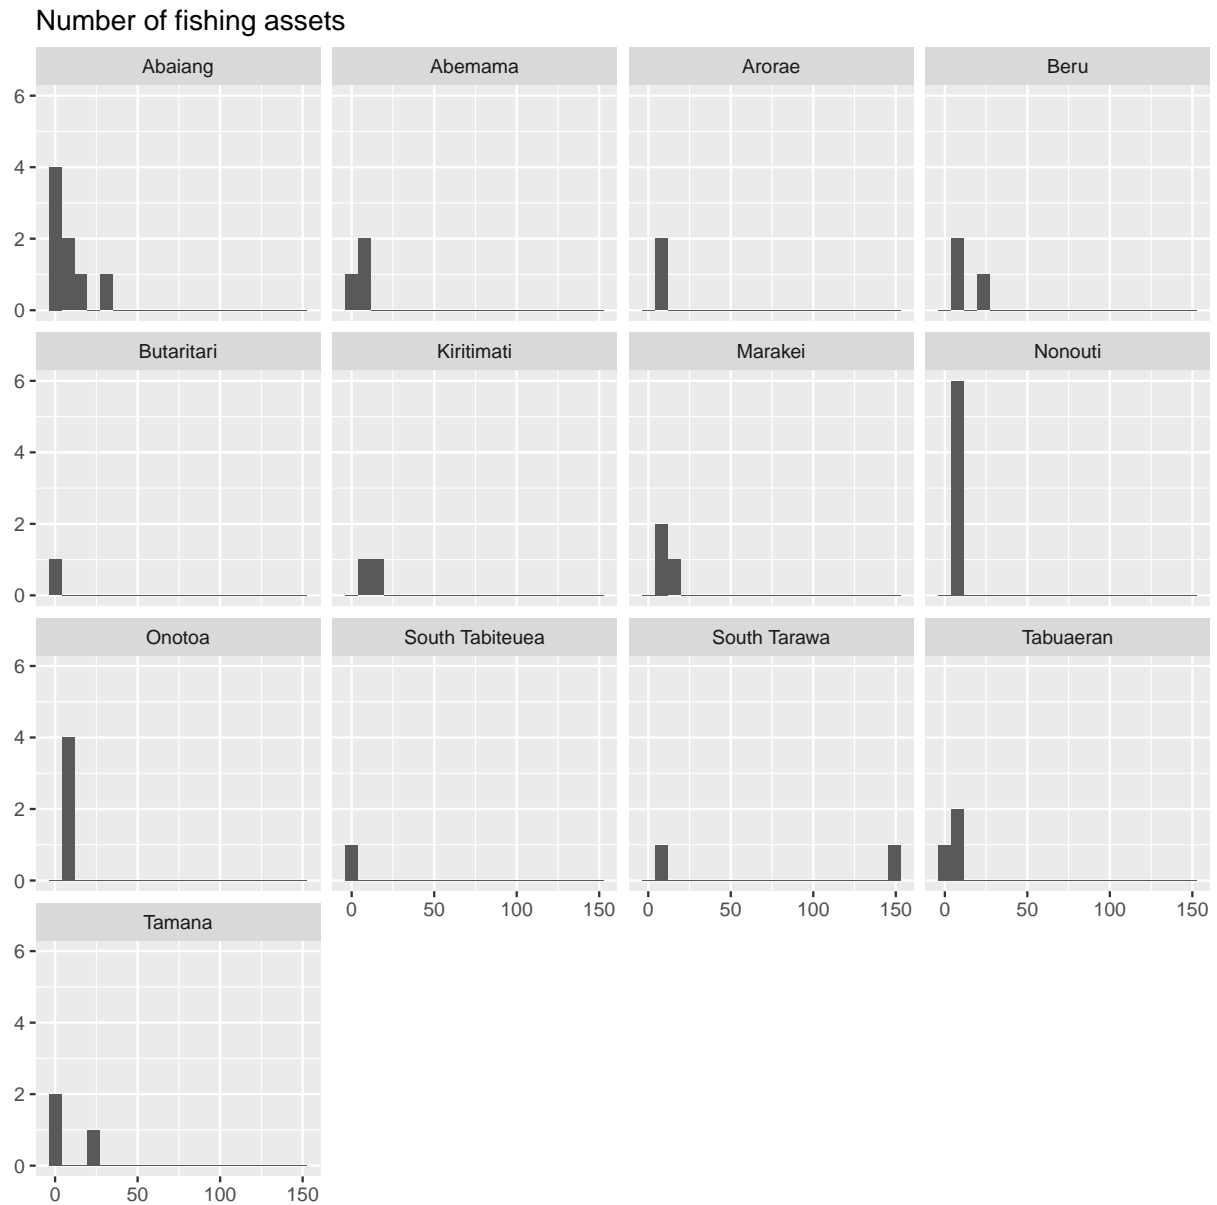 Number of fishing assets
Abaiang Abemama Arorae Beru
6
4
2
0
Butaritari Kiritimati Marakei Nonouti
6
4
2
0
Onotoa South Tabiteuea South Tarawa Tabuaeran
6
4
2
0
0 50 100 150 0 50 100 150 0 50 100 150
Tamana
6
4
2
0
0 50 100 150